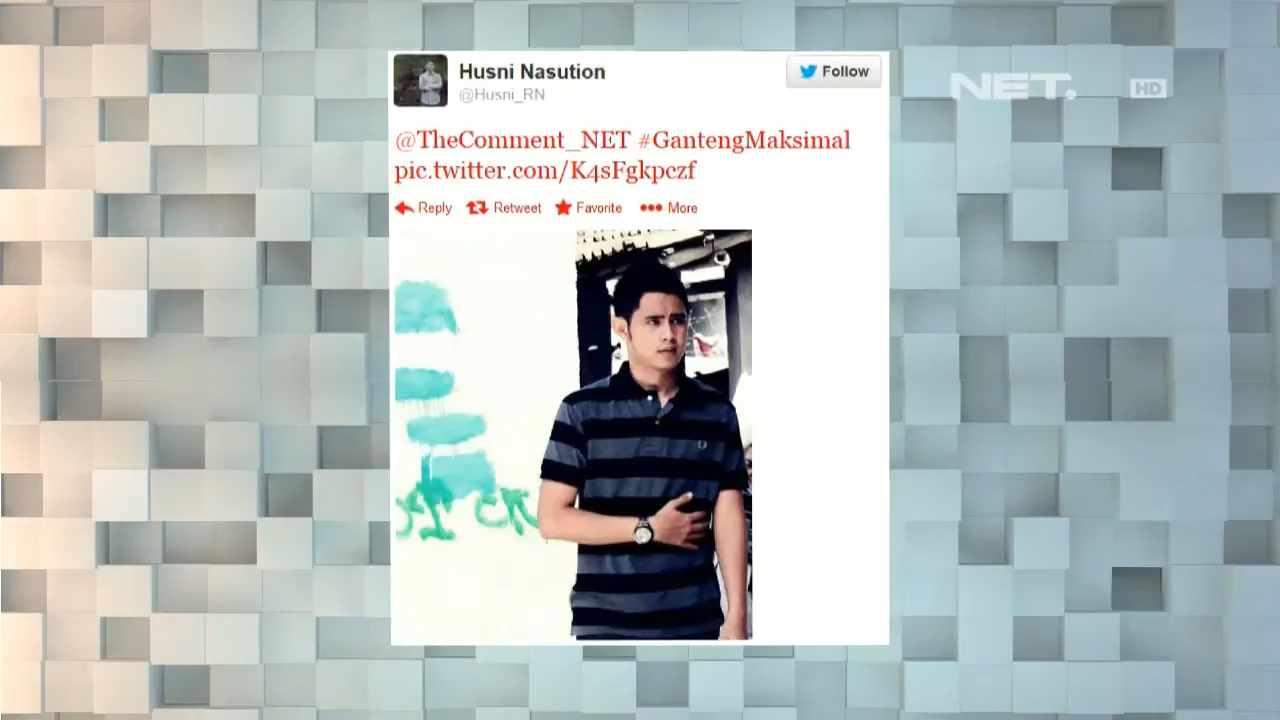 Husni Nasution
@Husni_RN
Follow
NET.
HD
@TheComment_NET #GantengMaksimal
pic.twitter.com/K4sFgkpczf
Reply Retweet Favorite More